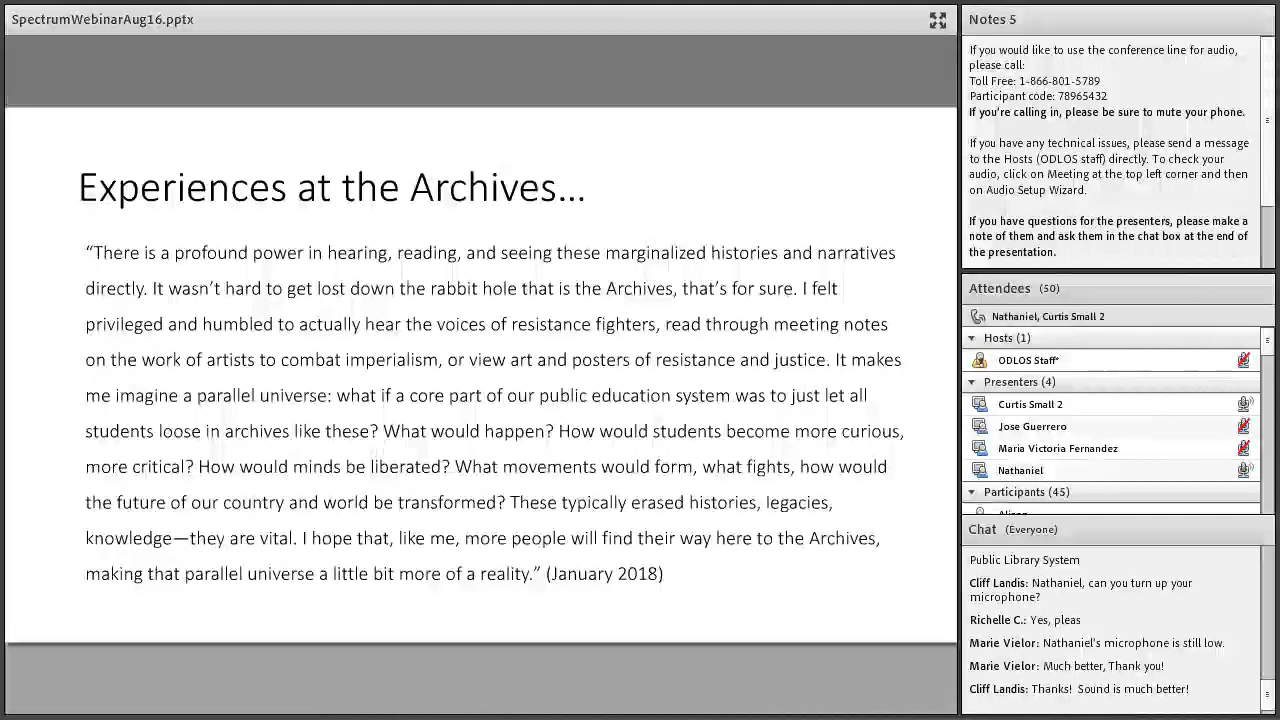 SpectrumWebinarAug16.pptx
Experiences at the Archives...
“There is a profound power in hearing, reading, and seeing these marginalized histories and narratives
directly. It wasn’t hard to get lost down the rabbit hole that is the Archives, that’s for sure. I felt
privileged and humbled to actually hear the voices of resistance fighters, read through meeting notes
on the work of artists to combat imperialism, or view art and posters of resistance and justice. It makes
me imagine a parallel universe: what if a core part of our public education system was to just let all
students loose in archives like these? What would happen? How would students become more curious,
more critical? How would minds be liberated? What movements would form, what fights, how would
the future of our country and world be transformed? These typically erased histories, legacies,
knowledge—they are vital. I hope that, like me, more people will find their way here to the Archives,
making that parallel universe a little bit more of a reality.” (January 2018)
Notes 5
If you would like to use the conference line for audio,
please call:
Toll Free: 1-866-801-5789
Participant code: 78965432
If you're calling in, please be sure to mute your phone.
If you have any technical issues, please send a message
to the Hosts (ODLOS staff) directly. To check your
audio, click on Meeting at the top left corner and then
on Audio Setup Wizard.
If you have questions for the presenters, please make a
note of them and ask them in the chat box at the end of
the presentation.
Attendees (50)
Nathaniel, Curtis Small 2
Hosts (1)
ODLOS Staff*
Presenters (4)
Curtis Small 2
Jose Guerrero
Maria Victoria Fernandez
Nathaniel
Participants (45)
Chat (Everyone)
Public Library System
Cliff Landis: Nathaniel, can you turn up your
microphone?
Richelle C.: Yes, pleas
Marie Vielor: Nathaniel's microphone is still low.
Marie Vielor: Much better, Thank you!
Cliff Landis: Thanks! Sound is much better!